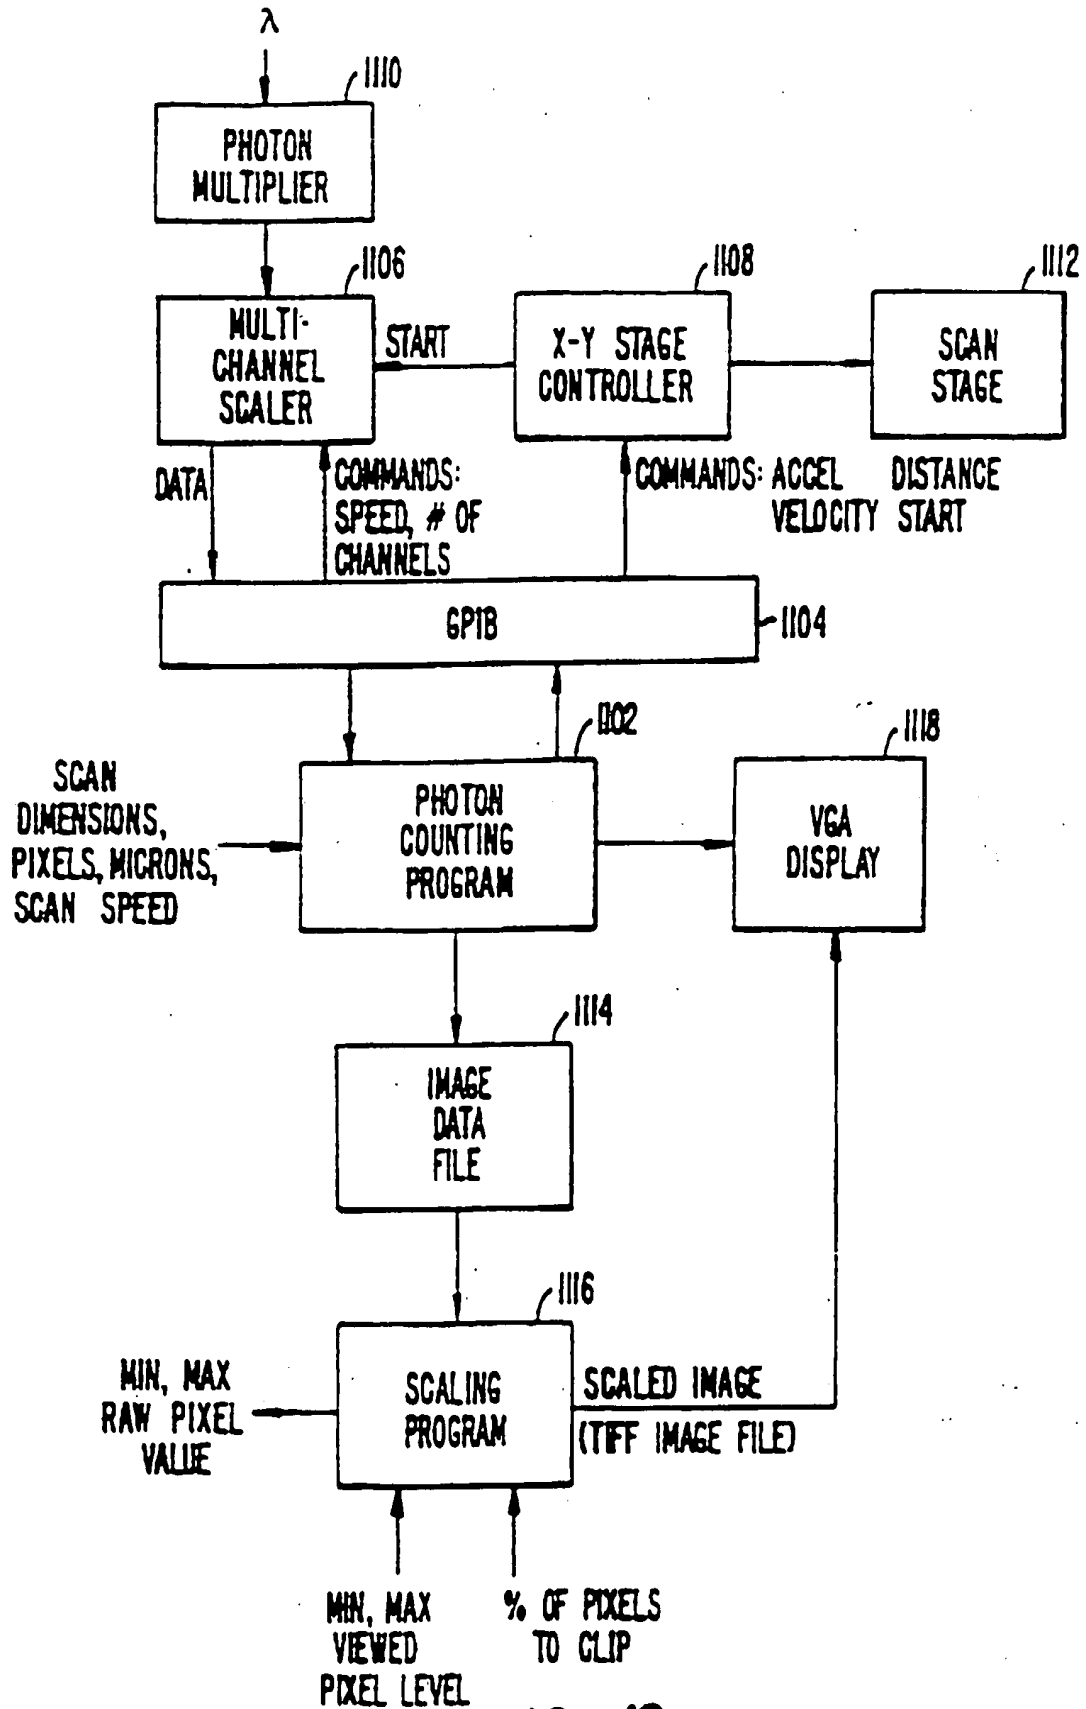 λ
1110
PHOTON
MULTIPLIER
1106
1108
1112
MULTI-
CHANNEL
SCALER
START
X-Y STAGE
CONTROLLER
SCAN
STAGE
DATA
COMMANDS:
SPEED, # OF
CHANNELS
COMMANDS: ACCEL DISTANCE
VELOCITY START
GPIB
1104
1102
1118
SCAN
DIMENSIONS,
PIXELS, MICRONS,
SCAN SPEED
PHOTON
COUNTING
PROGRAM
VGA
DISPLAY
1114
IMAGE
DATA
FILE
1116
MIN, MAX
RAW PIXEL
VALUE
SCALING
PROGRAM
SCALED IMAGE
(TIFF IMAGE FILE)
MIN, MAX
VIEWED
PIXEL LEVEL
% OF PIXELS
TO CLIP